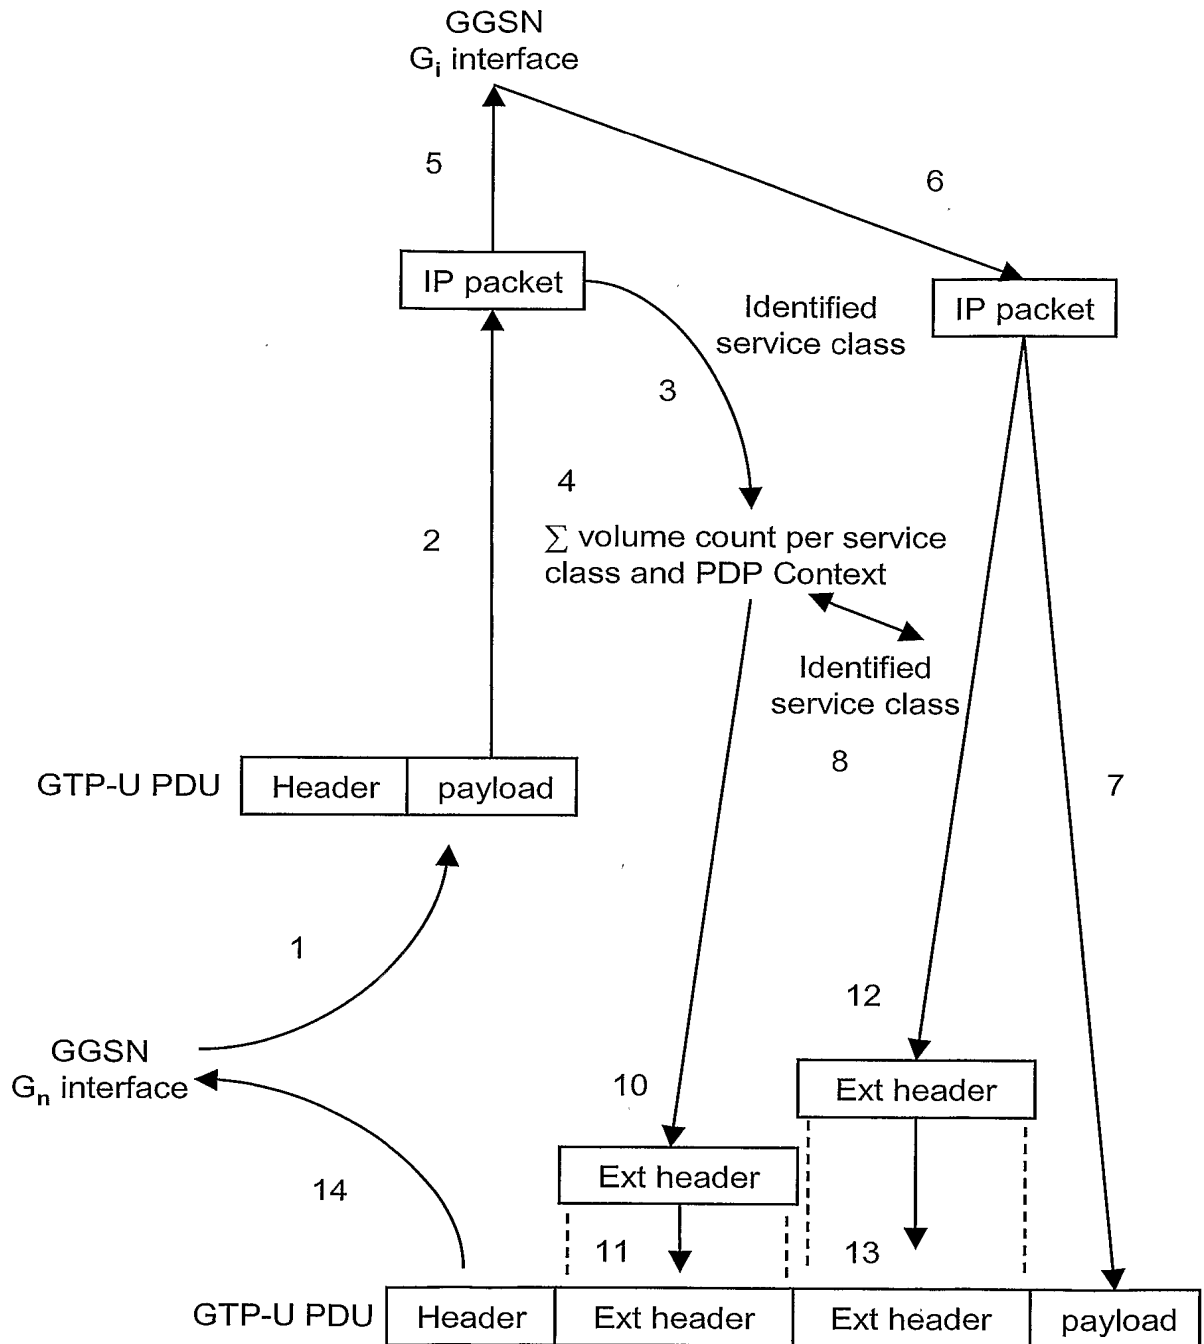 GGSN
Gi interface
5
6
IP packet
IP packet
Identified
service class
3
4
2
∑ volume count per service
class and PDP Context
Identified
service class
8
7
GTP-U PDU
Header
payload
1
12
GGSN
Gn interface
10
Ext header
Ext header
14
11
13
GTP-U PDU
Header
Ext header
Ext header
payload